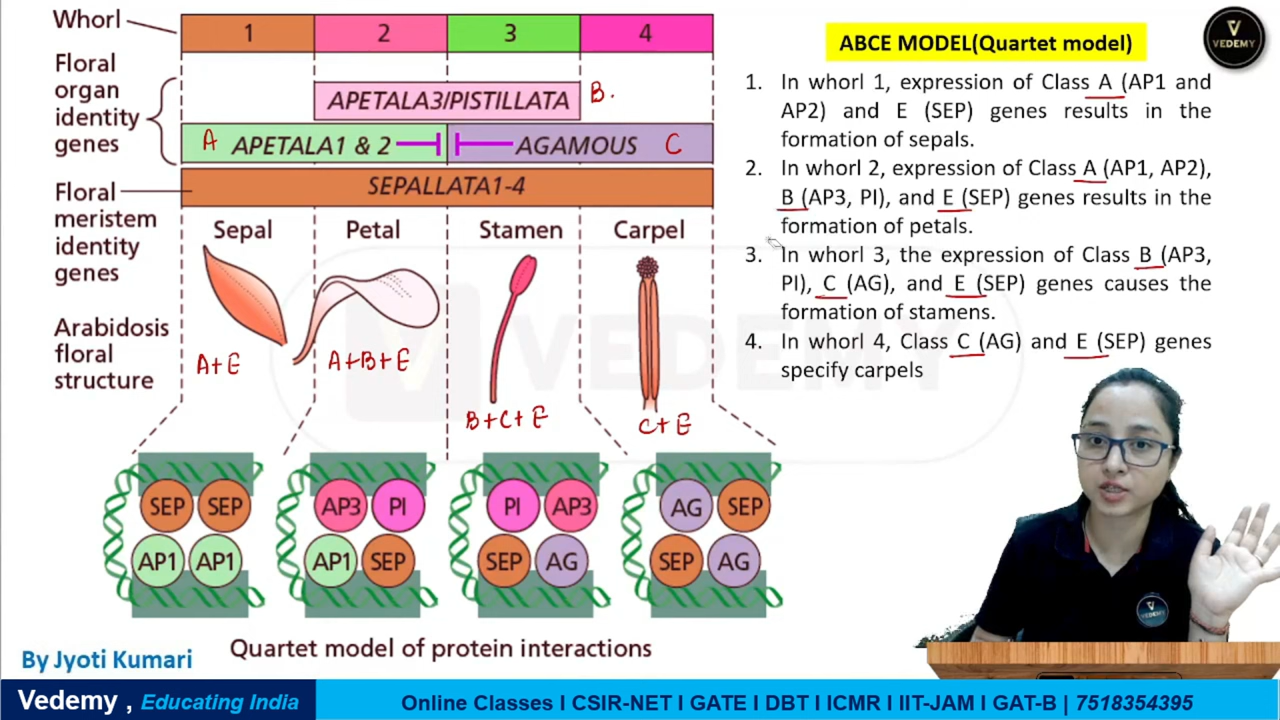 Whorl
1 2 3 4
Floral
organ
identity
genes
APETALA3/PISTILLATA B.
A APETALA1 & 2 AGAMOUS C
Floral
meristem
identity
genes
SEPALLATA1-4
Sepal Petal Stamen Carpel
Arabidosis
floral
structure
A+E A+B+E B+C+E C+E
SEP SEP AP3 PI PI AP3 AG SEP
AP1 AP1 AP1 SEP SEP AG SEP AG
Quartet model of protein interactions
By Jyoti Kumari
ABCE MODEL(Quartet model)
V
VEDEMY
1. In whorl 1, expression of Class A (AP1 and
AP2) and E (SEP) genes results in the
formation of sepals.
2. In whorl 2, expression of Class A (AP1, AP2),
B (AP3, PI), and E (SEP) genes results in the
formation of petals.
3. In whorl 3, the expression of Class B (AP3,
PI), C (AG), and E (SEP) genes causes the
formation of stamens.
4. In whorl 4, Class C (AG) and E (SEP) genes
specify carpels
VEDEMY
V
VEDEMY
Vedemy , Educating India
Online Classes I CSIR-NET I GATE I DBT I ICMR I IIT-JAM I GAT-B | 7518354395